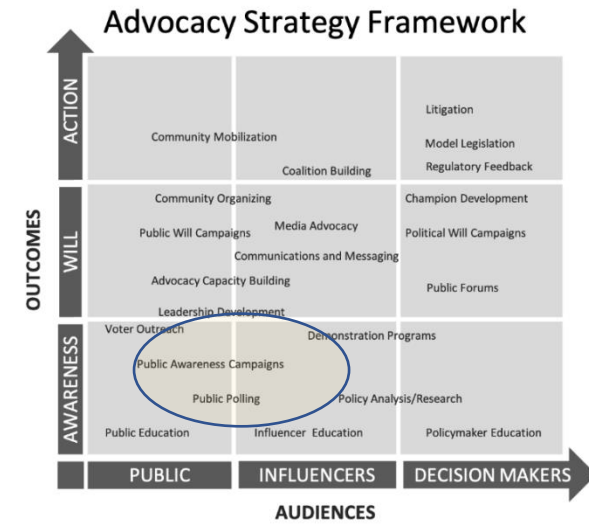 Advocacy Strategy Framework
OUTCOMES
ACTION
Litigation
Community Mobilization
Model Legislation
Coalition Building
Regulatory Feedback
WILL
Community Organizing
Champion Development
Public Will Campaigns
Media Advocacy
Political Will Campaigns
Communications and Messaging
Advocacy Capacity Building
Public Forums
Leadership Development
AWARENESS
Voter Outreach
Demonstration Programs
Public Awareness Campaigns
Public Polling
Policy Analysis/Research
Public Education
Influencer Education
Policymaker Education
PUBLIC
INFLUENCERS
DECISION MAKERS
AUDIENCES